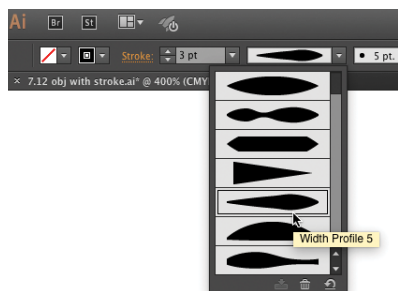 Ai Br St
Stroke: 3 pt 5 pt.
× 7.12 obj with stroke.ai* @ 400% (CMY
Width Profile 5